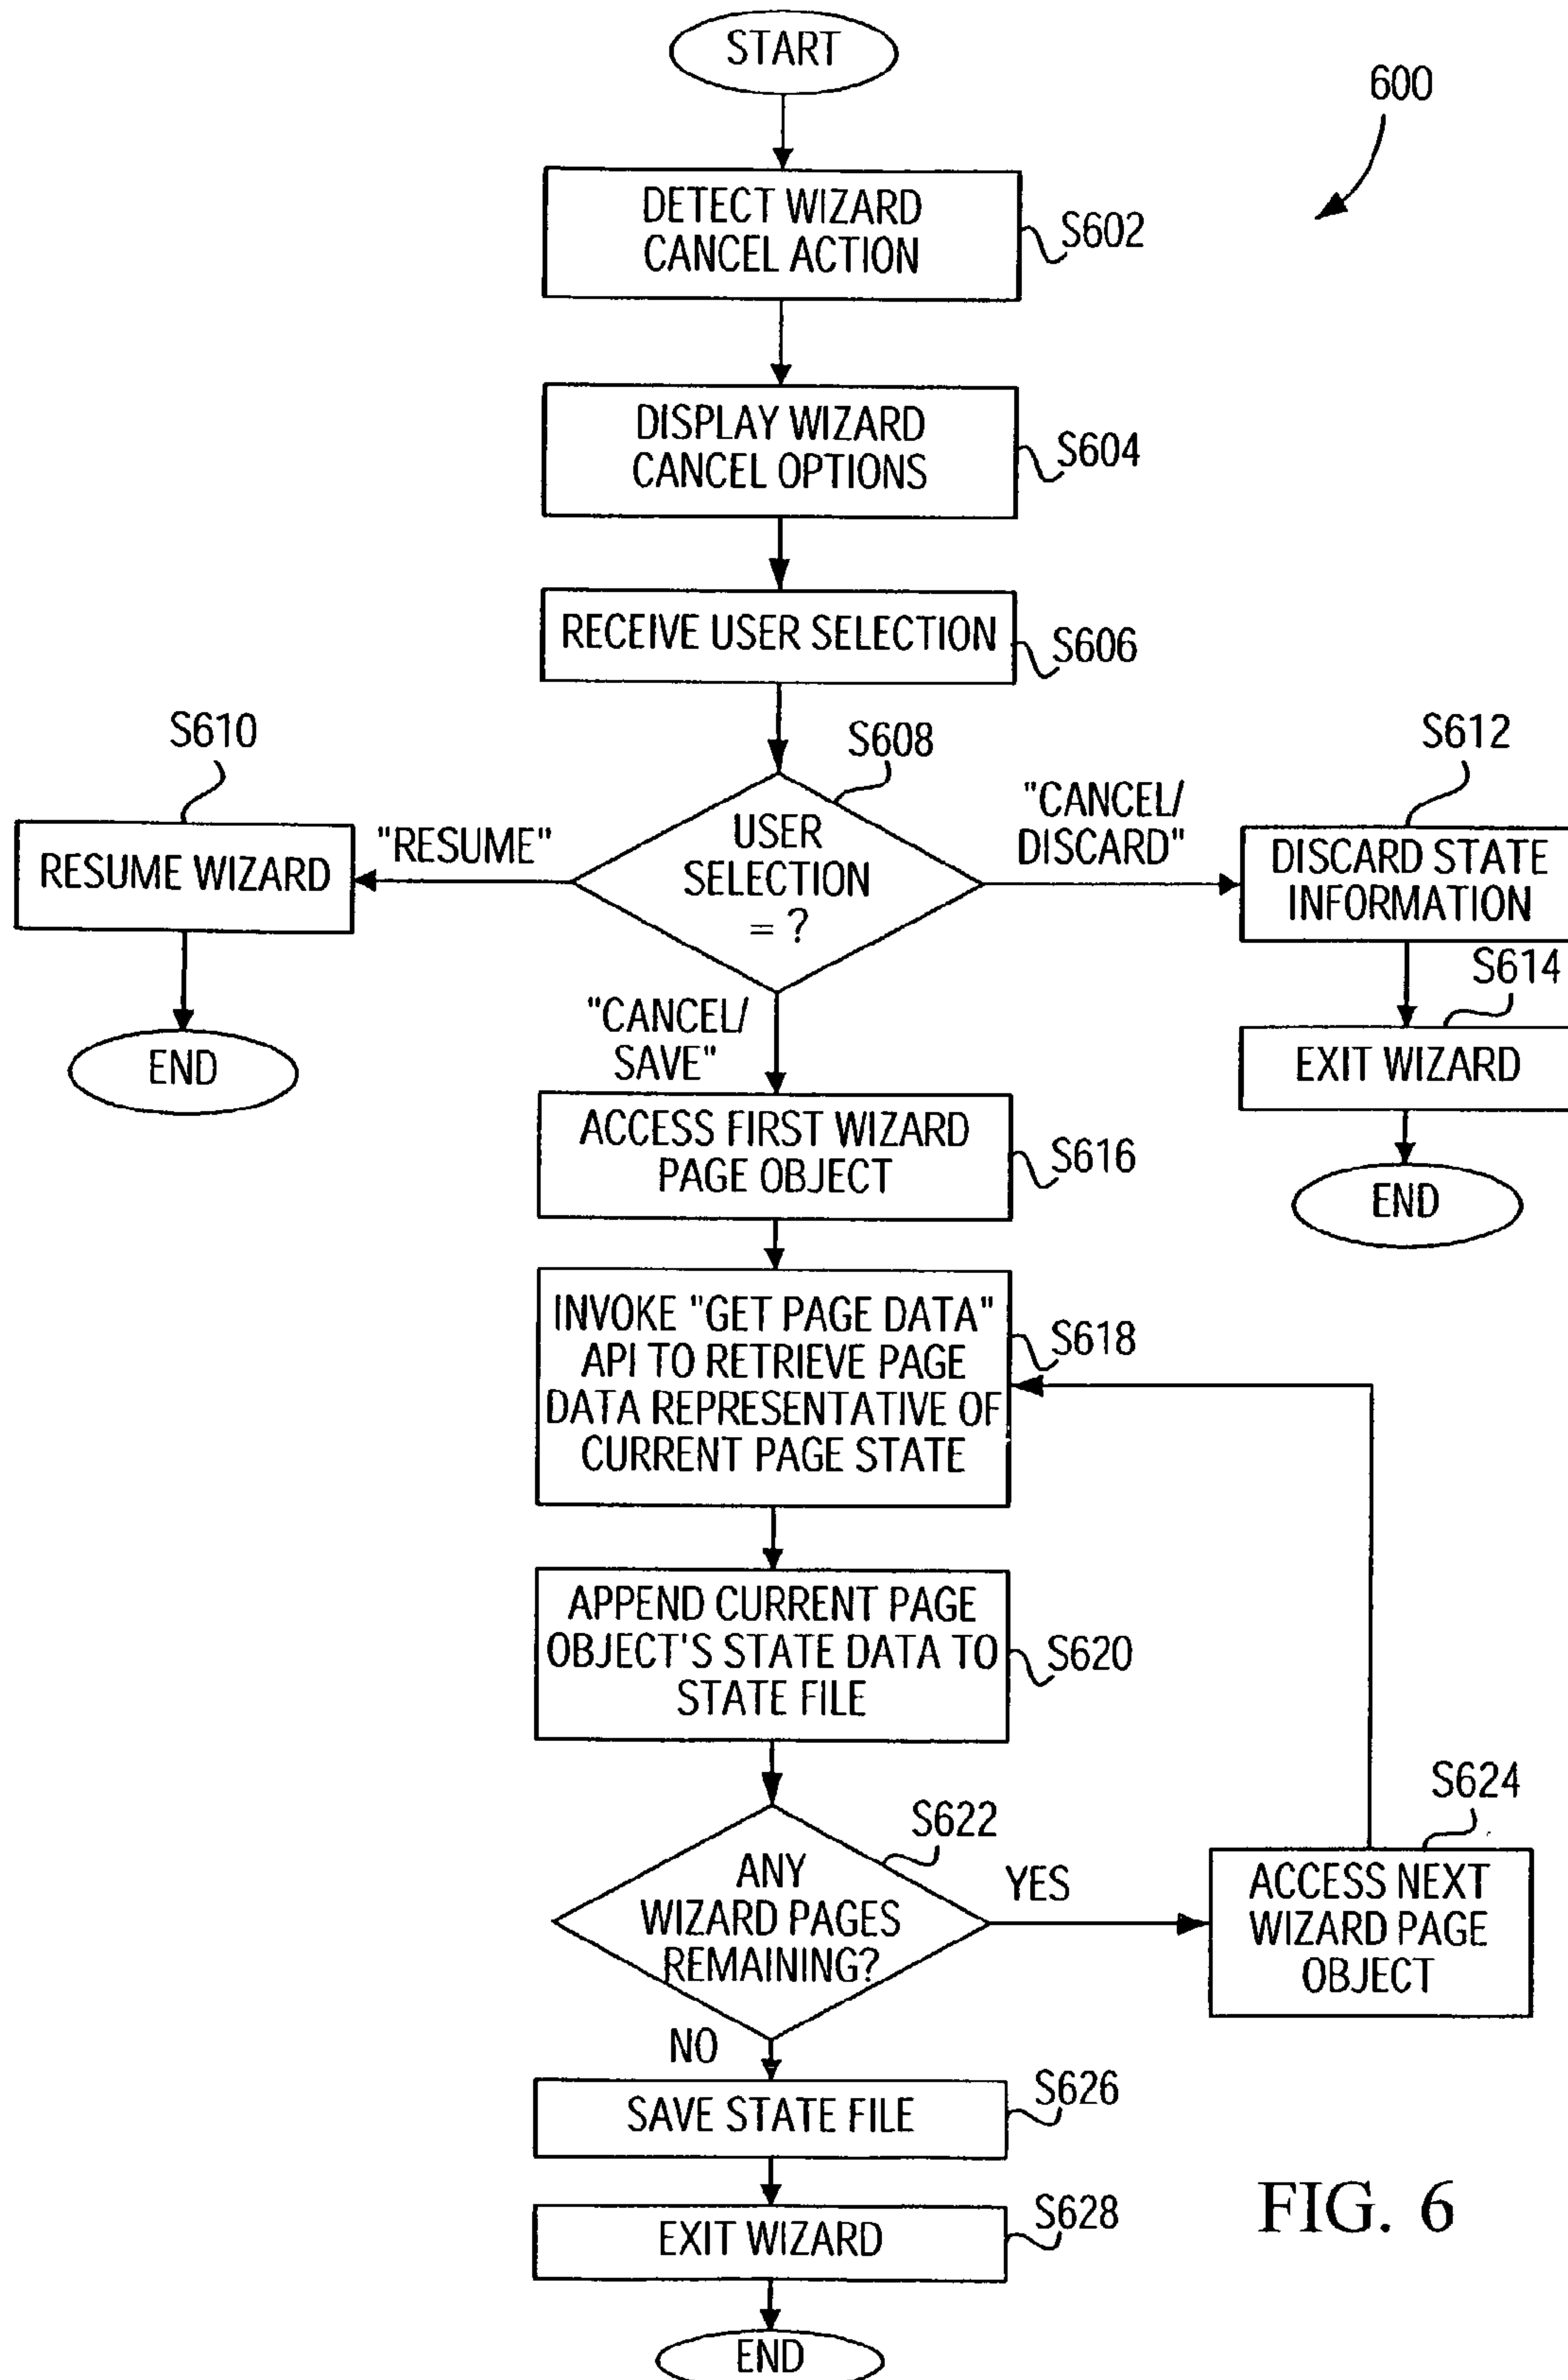 START
600
DETECT WIZARD
CANCEL ACTION
S602
DISPLAY WIZARD
CANCEL OPTIONS
S604
RECEIVE USER SELECTION
S606
S610
S608
S612
"CANCEL/
DISCARD"
"RESUME"
RESUME WIZARD
USER
SELECTION
= ?
DISCARD STATE
INFORMATION
S614
EXIT WIZARD
END
END
"CANCEL/
SAVE"
ACCESS FIRST WIZARD
PAGE OBJECT
S616
INVOKE "GET PAGE DATA"
API TO RETRIEVE PAGE
DATA REPRESENTATIVE OF
CURRENT PAGE STATE
S618
APPEND CURRENT PAGE
OBJECT'S STATE DATA TO
STATE FILE
S620
S622
S624
ANY
WIZARD PAGES
REMAINING?
YES
ACCESS NEXT
WIZARD PAGE
OBJECT
NO
SAVE STATE FILE
S626
EXIT WIZARD
S628
END
FIG. 6